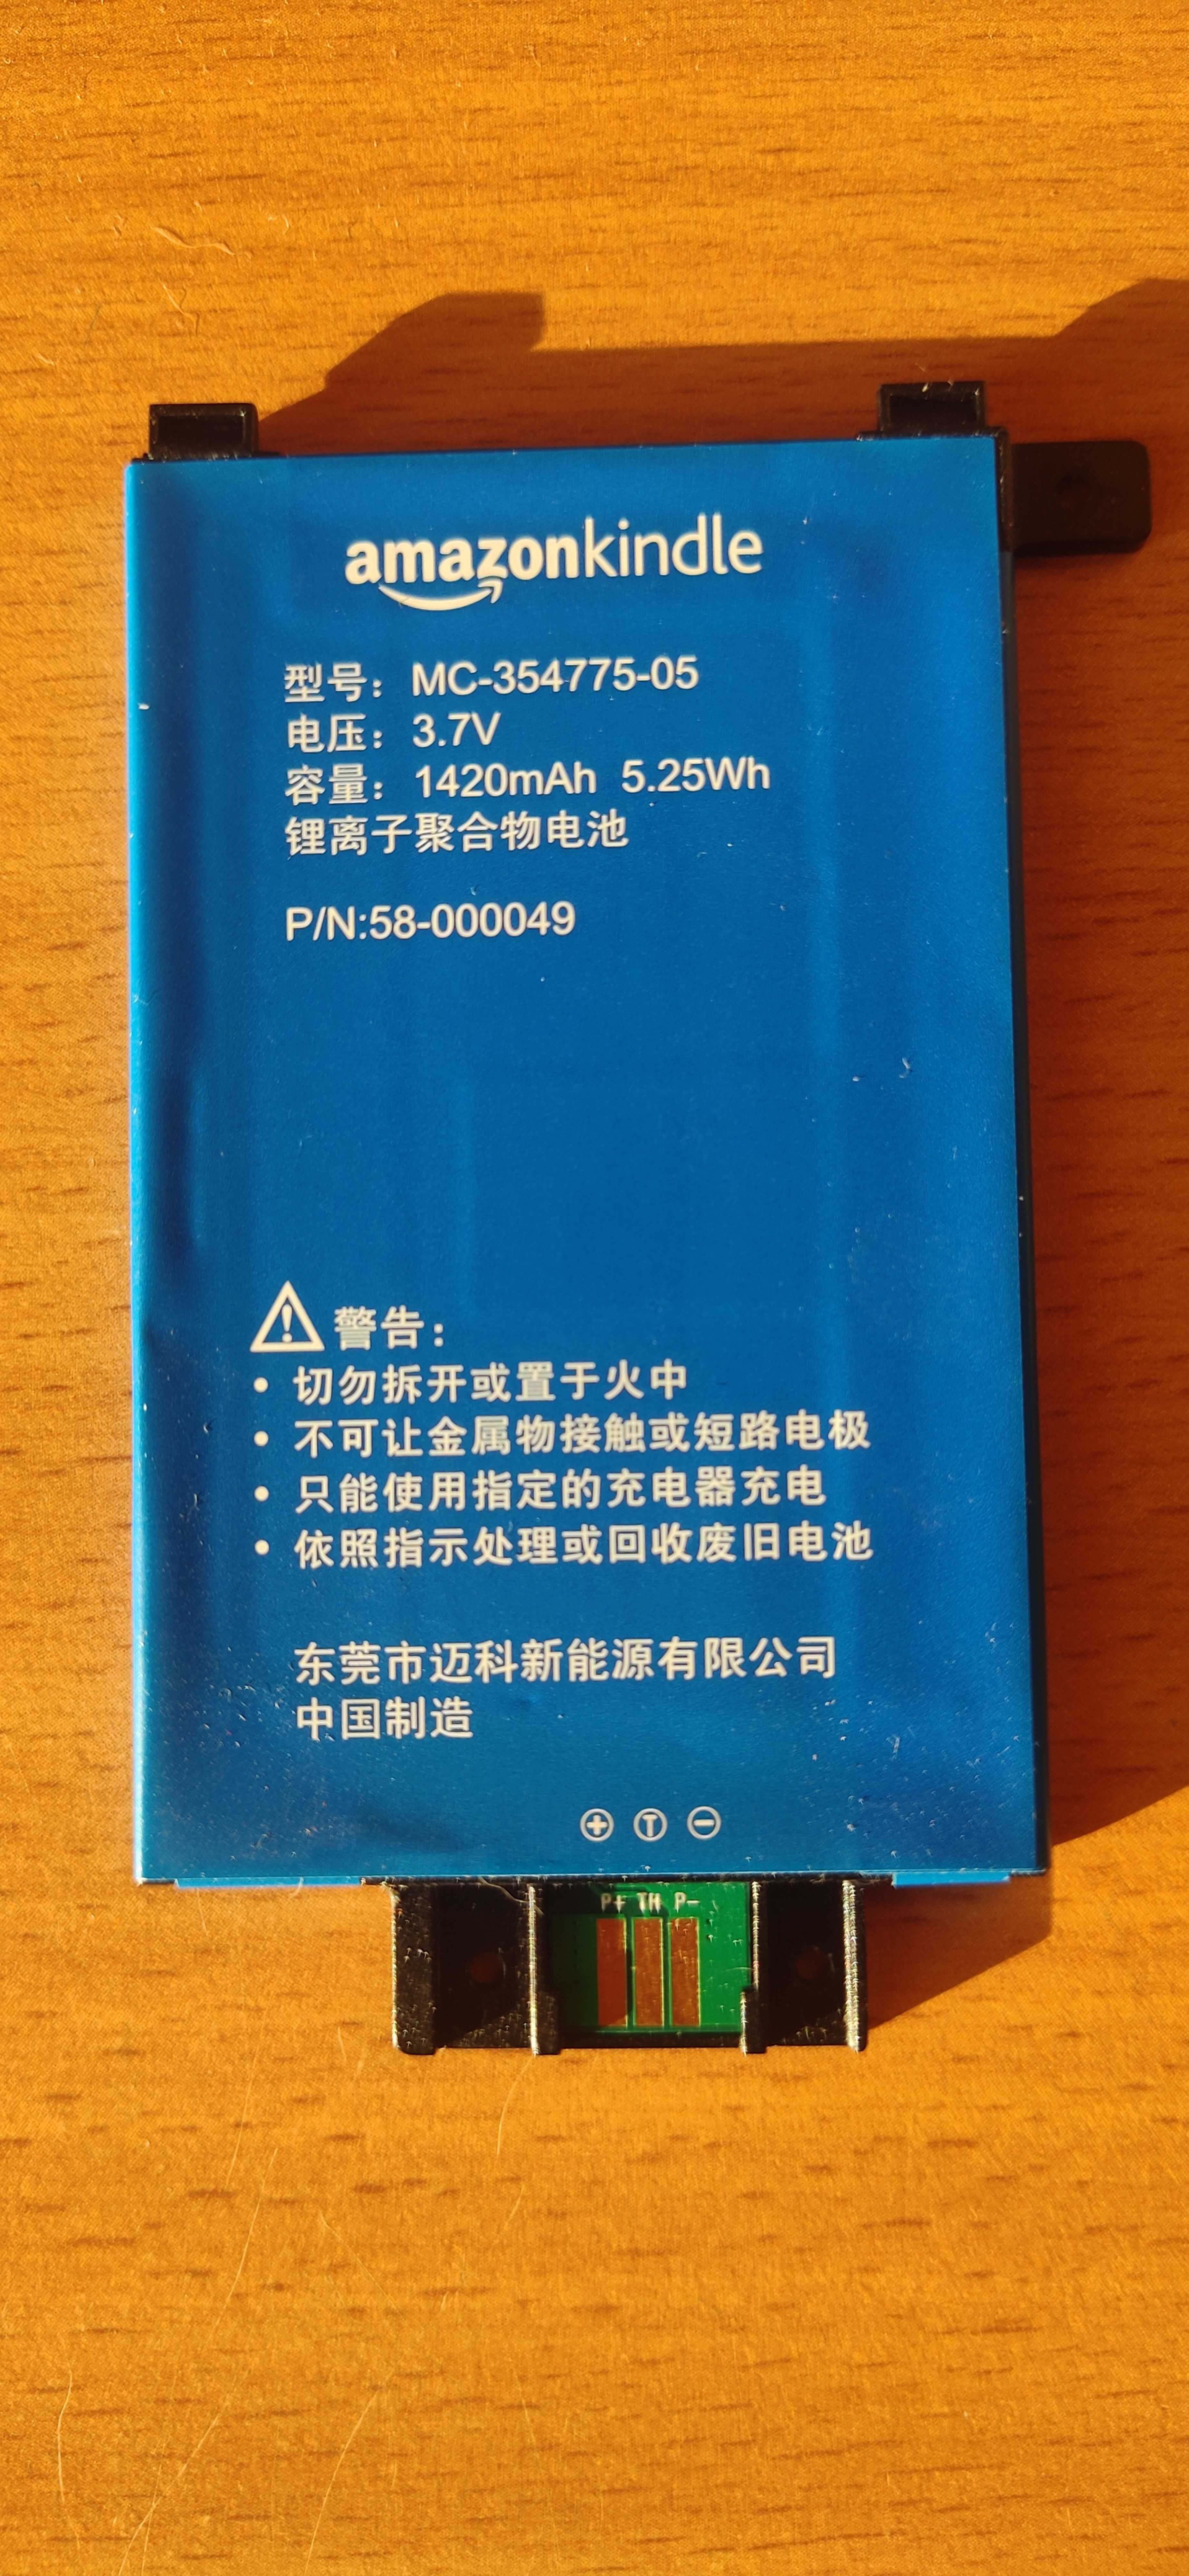 amazonkindle
型号：MC-354775-05
电压：3.7V
容量：1420mAh 5.25Wh
锂离子聚合物电池
P/N:58-000049
警告：
• 切勿拆开或置于火中
• 不可让金属物接触或短路电极
• 只能使用指定的充电器充电
• 依照指示处理或回收废旧电池
东莞市迈科新能源有限公司
中国制造
+ T -
P+ TH P-